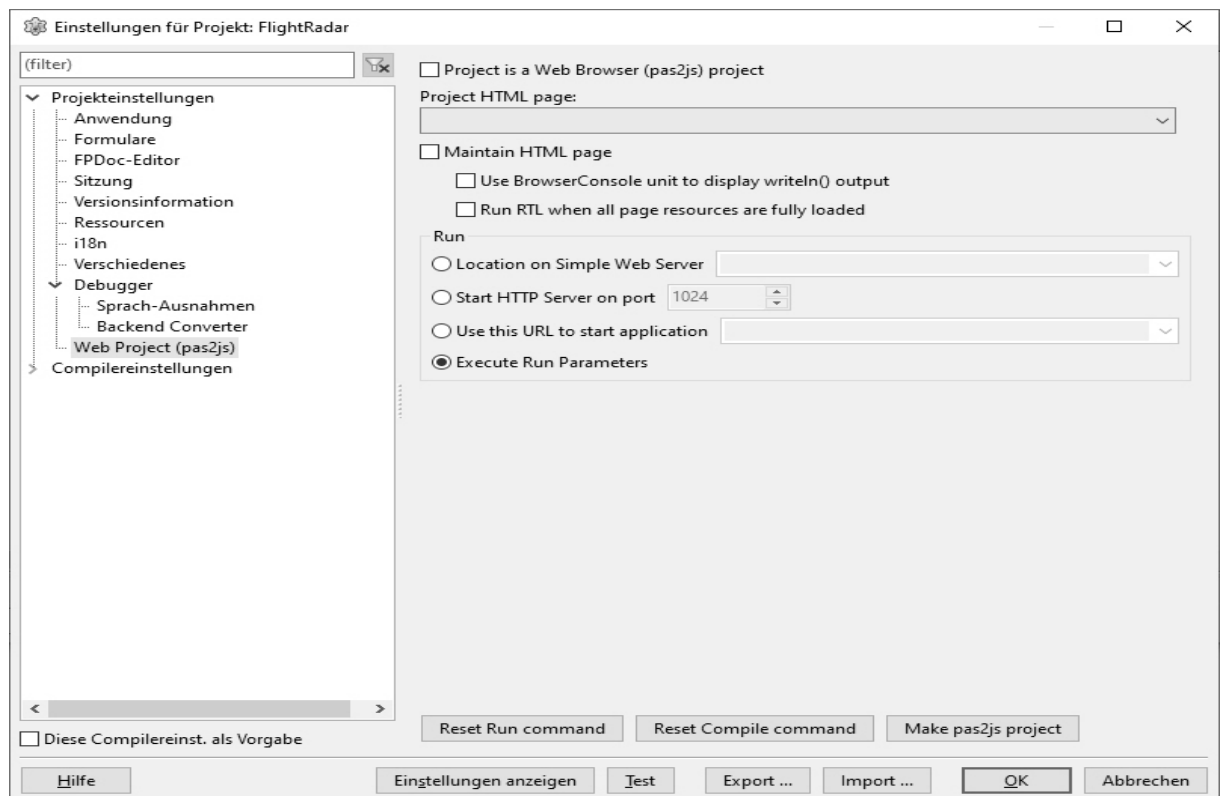 Einstellungen für Projekt: FlightRadar
(filter)
Projekteinstellungen
Anwendung
Formulare
FPDoc-Editor
Sitzung
Versionsinformation
Ressourcen
i18n
Verschiedenes
Debugger
Sprach-Ausnahmen
Backend Converter
Web Project (pas2js)
Compilereinstellungen
Diese Compilereinst. als Vorgabe
Project is a Web Browser (pas2js) project
Project HTML page:
Maintain HTML page
Use BrowserConsole unit to display writeln() output
Run RTL when all page resources are fully loaded
Run
Location on Simple Web Server
Start HTTP Server on port 1024
Use this URL to start application
Execute Run Parameters
Reset Run command Reset Compile command Make pas2js project
Hilfe Einstellungen anzeigen Test Export ... Import ... OK Abbrechen